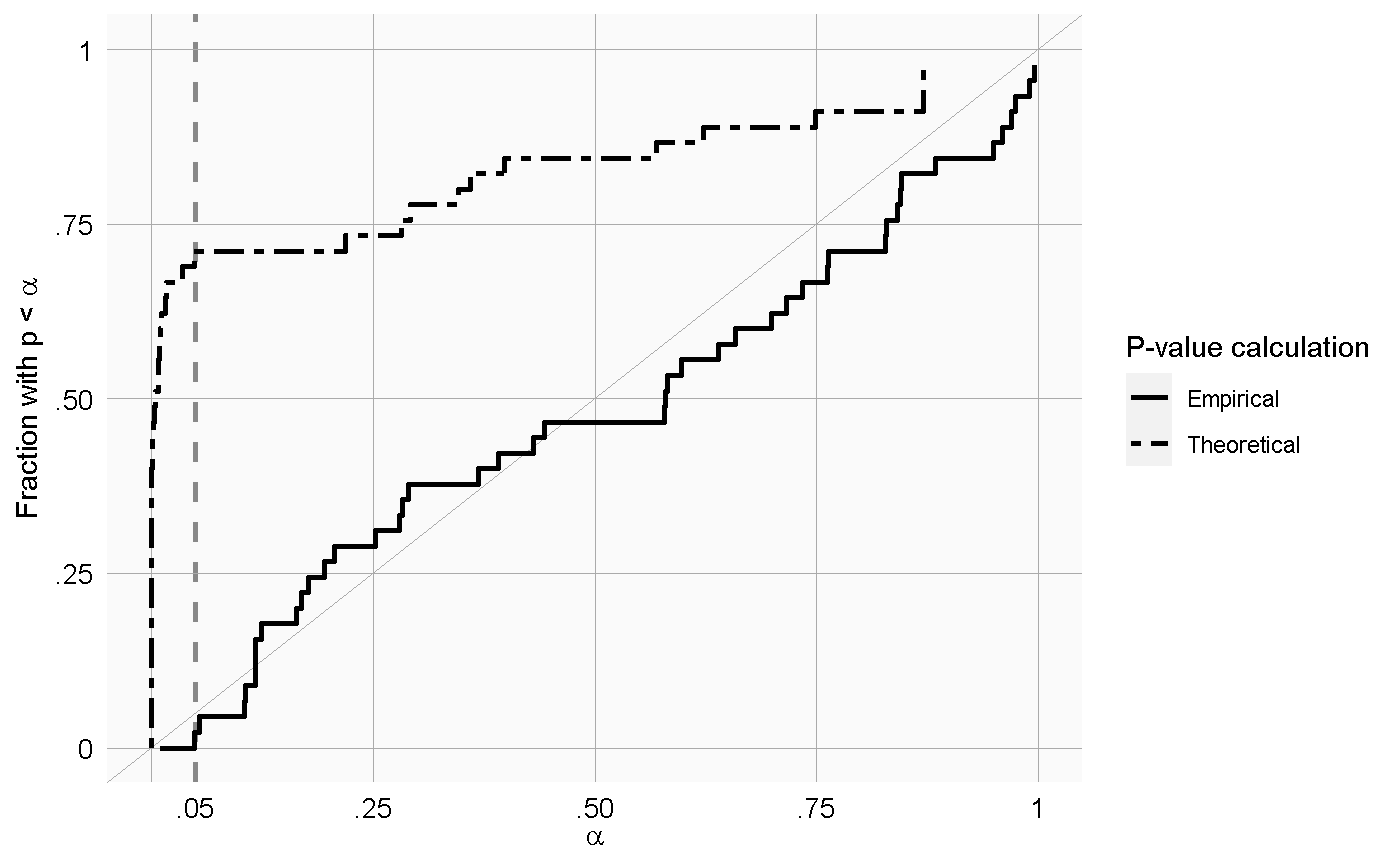 1
.75
.50
.25
0
Fraction with p < α
.05
.25
.50
.75
1
α
P-value calculation
Empirical
Theoretical